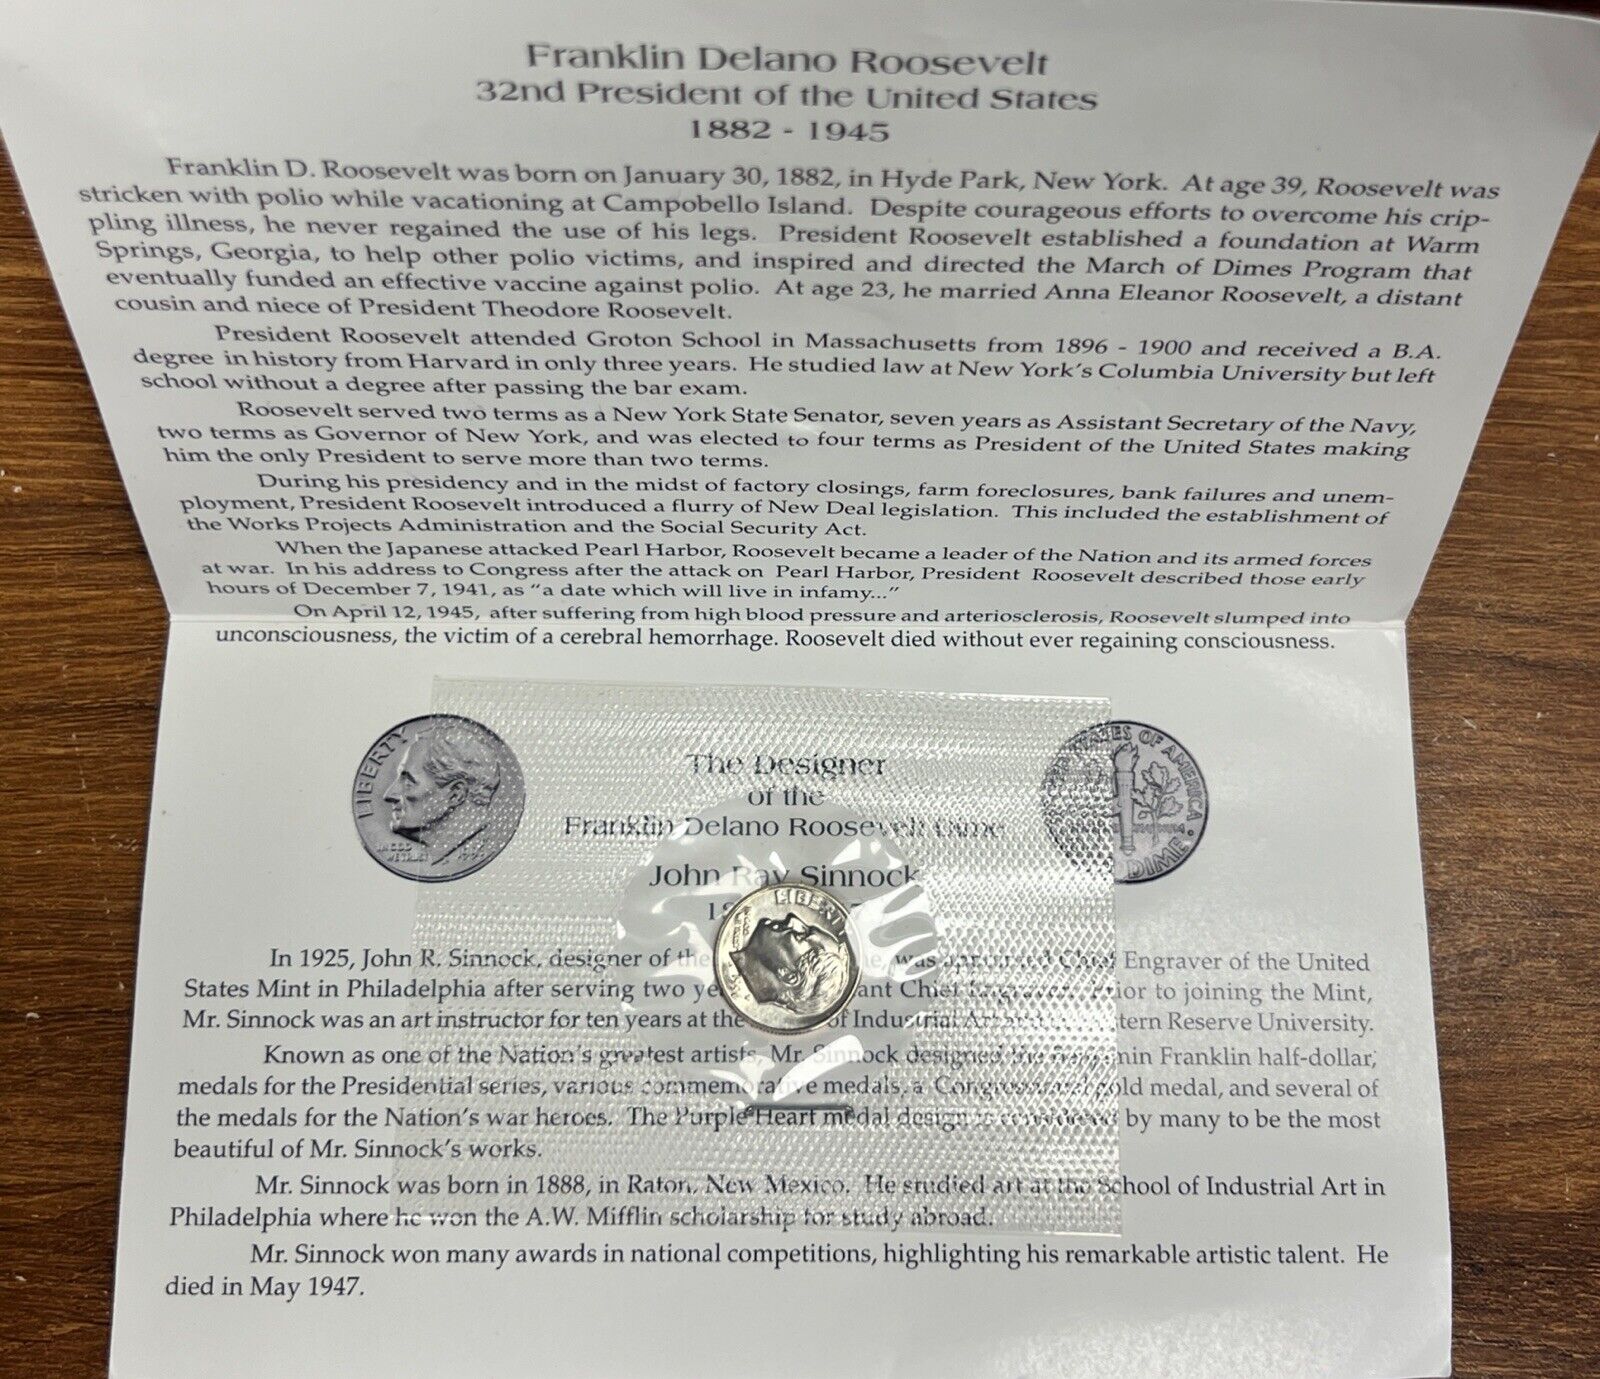 Franklin Delano Roosevelt
32nd President of the United States
1882 - 1945
Franklin D. Roosevelt was born on January 30, 1882, in Hyde Park, New York. At age 39, Roosevelt was
stricken with polio while vacationing at Campobello Island. Despite courageous efforts to overcome his crip-
pling illness, he never regained the use of his legs. President Roosevelt established a foundation at Warm
Springs, Georgia, to help other polio victims, and inspired and directed the March of Dimes Program that
eventually funded an effective vaccine against polio. At age 23, he married Anna Eleanor Roosevelt, a distant
cousin and niece of President Theodore Roosevelt.
President Roosevelt attended Groton School in Massachusetts from 1896 - 1900 and received a B.A.
degree in history from Harvard in only three years. He studied law at New York's Columbia University but left
school without a degree after passing the bar exam.
Roosevelt served two terms as a New York State Senator, seven years as Assistant Secretary of the Navy,
two terms as Governor of New York, and was elected to four terms as President of the United States making
him the only President to serve more than two terms.
During his presidency and in the midst of factory closings, farm foreclosures, bank failures and unem-
ployment, President Roosevelt introduced a flurry of New Deal legislation. This included the establishment of
the Works Projects Administration and the Social Security Act.
When the Japanese attacked Pearl Harbor, Roosevelt became a leader of the Nation and its armed forces
at war. In his address to Congress after the attack on Pearl Harbor, President Roosevelt described those early
hours of December 7, 1941, as "a date which will live in infamy..."
On April 12, 1945, after suffering from high blood pressure and arteriosclerosis, Roosevelt slumped into
unconsciousness, the victim of a cerebral hemorrhage. Roosevelt died without ever regaining consciousness.
LIBERTY
IN GOD
WE TRUST
The Designer
of the
Franklin Delano Roosevelt Dime
John Ray Sinnock
STATES OF AMERICA
DIME
LIBERTY
In 1925, John R. Sinnock, designer of the was appointed Chief Engraver of the United
States Mint in Philadelphia after serving two Chief Engraver. Prior to joining the Mint,
Mr. Sinnock was an art instructor for ten years at the of Industrial Art and Western Reserve University.
Known as one of the Nation's greatest artists, Mr. Sinnock designed the Benjamin Franklin half-dollar,
medals for the Presidential series, various commemorative medals, a Congressional gold medal, and several of
the medals for the Nation's war heroes. The Purple Heart medal design is considered by many to be the most
beautiful of Mr. Sinnock's works.
Mr. Sinnock was born in 1888, in Raton, New Mexico. He studied art at the School of Industrial Art in
Philadelphia where he won the A.W. Mifflin scholarship for study abroad.
Mr. Sinnock won many awards in national competitions, highlighting his remarkable artistic talent. He
died in May 1947.